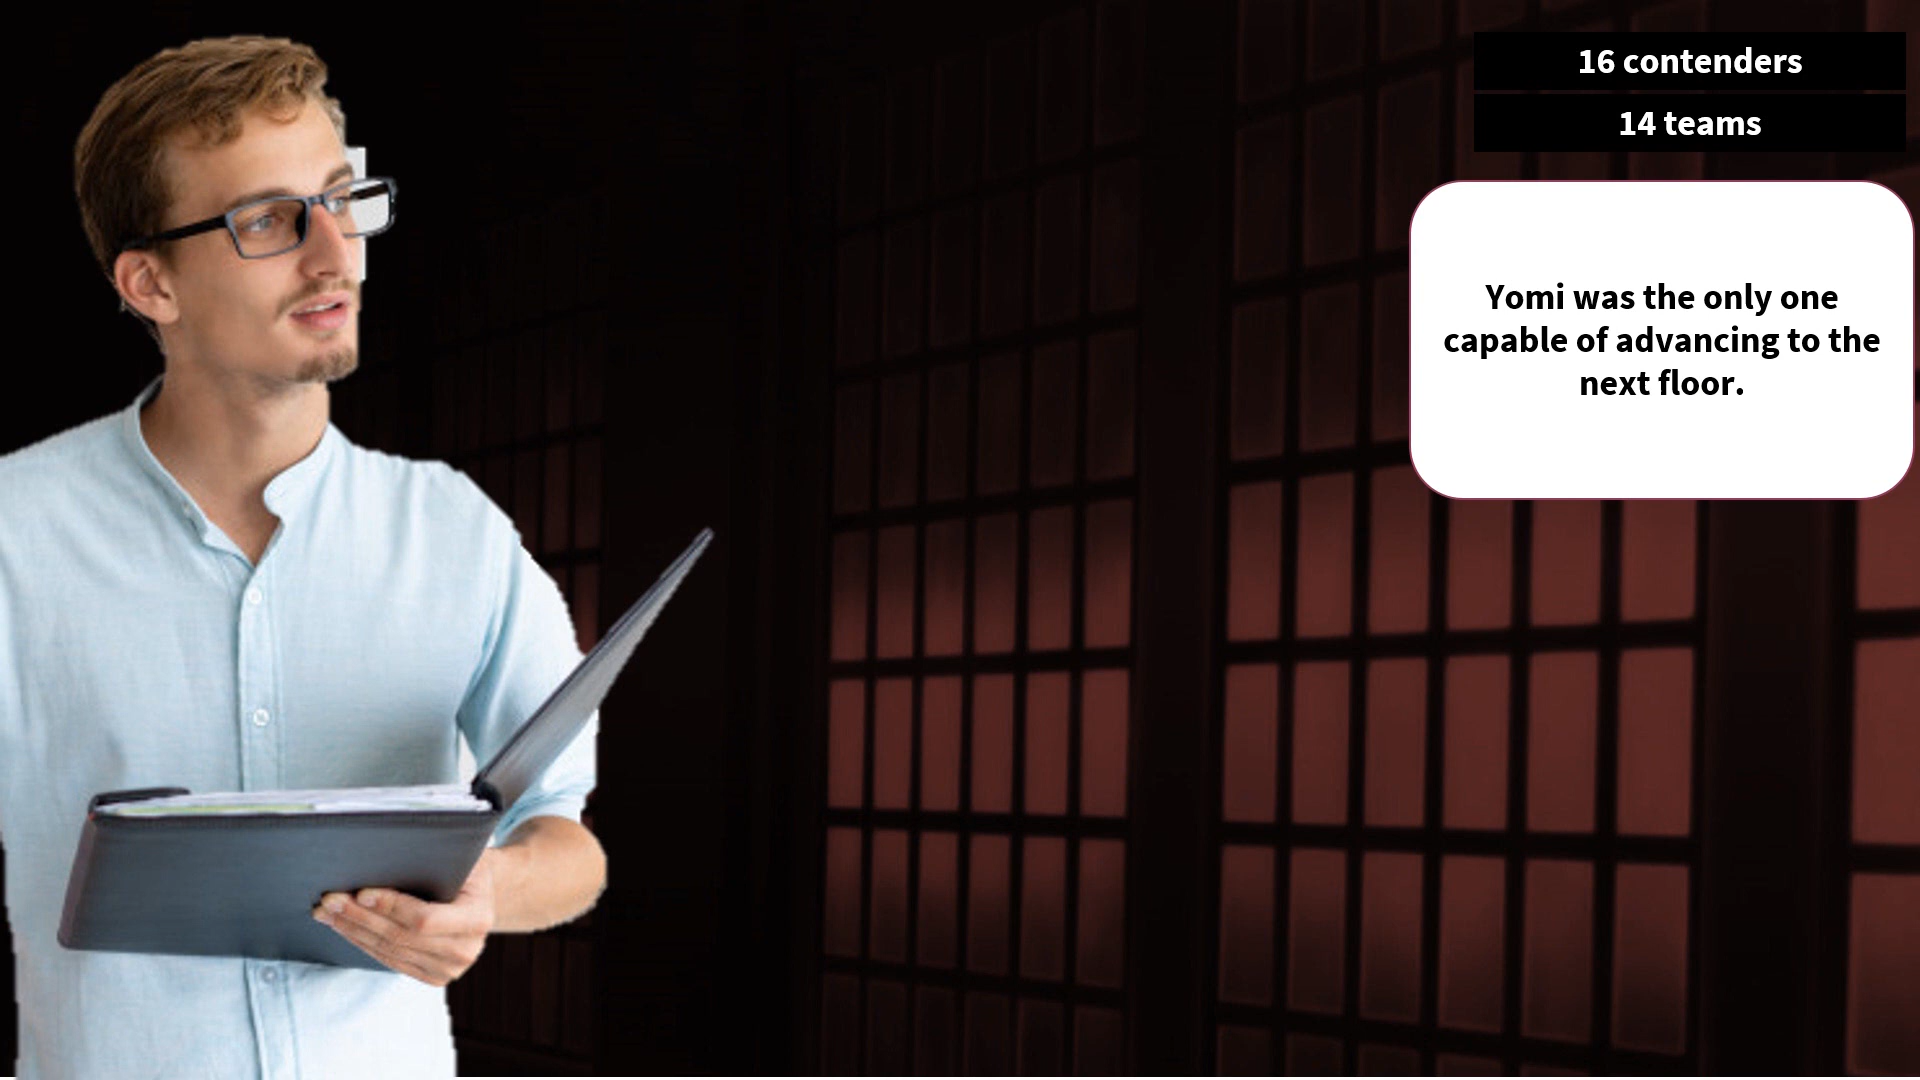 16 contenders
14 teams
Yomi was the only one
capable of advancing to the
next floor.